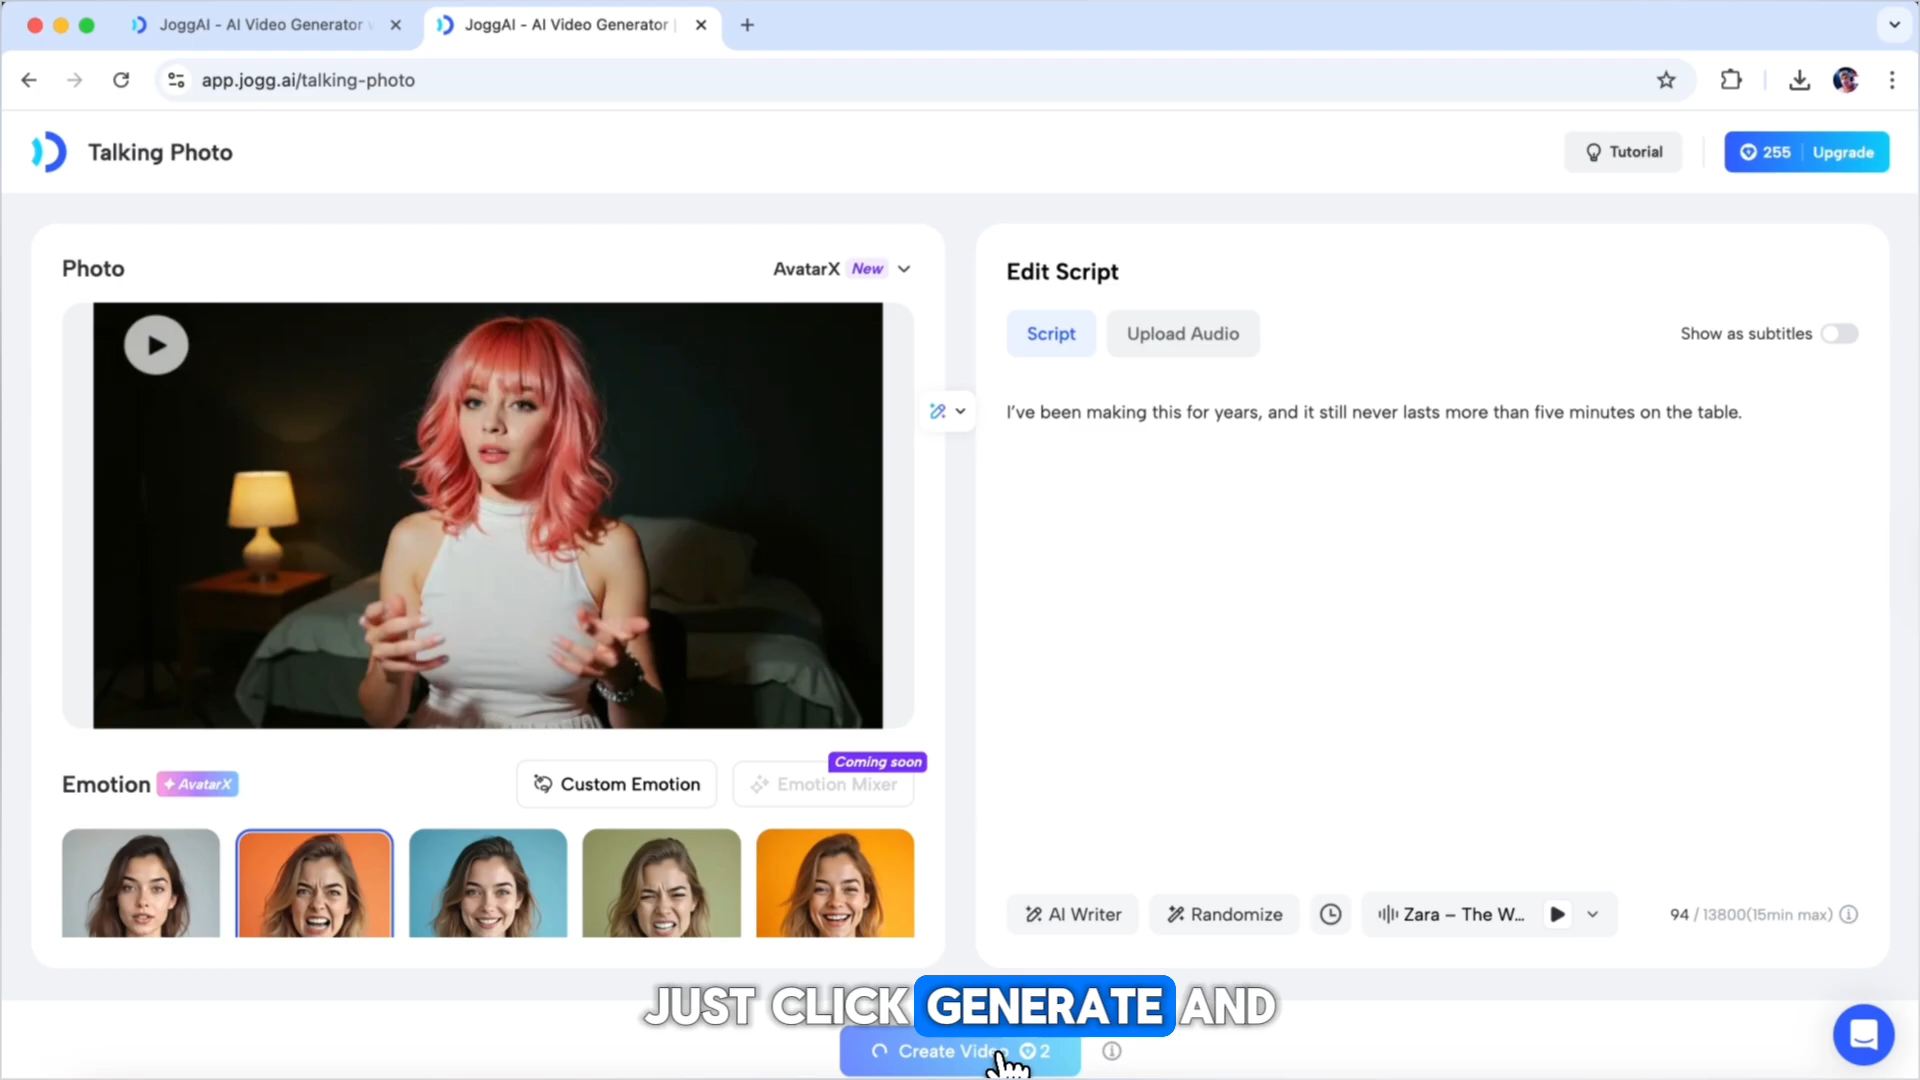 JoggAI - AI Video Generator
JoggAI - AI Video Generator
app.jogg.ai/talking-photo
Talking Photo
Tutorial
255
Upgrade
Photo
AvatarX New
Edit Script
Script
Upload Audio
Show as subtitles
I've been making this for years, and it still never lasts more than five minutes on the table.
Coming soon
Emotion
AvatarX
Custom Emotion
Emotion Mixer
AI Writer
Randomize
Zara – The W...
94 / 13800(15min max)
JUST CLICK GENERATE AND
Create Video 2